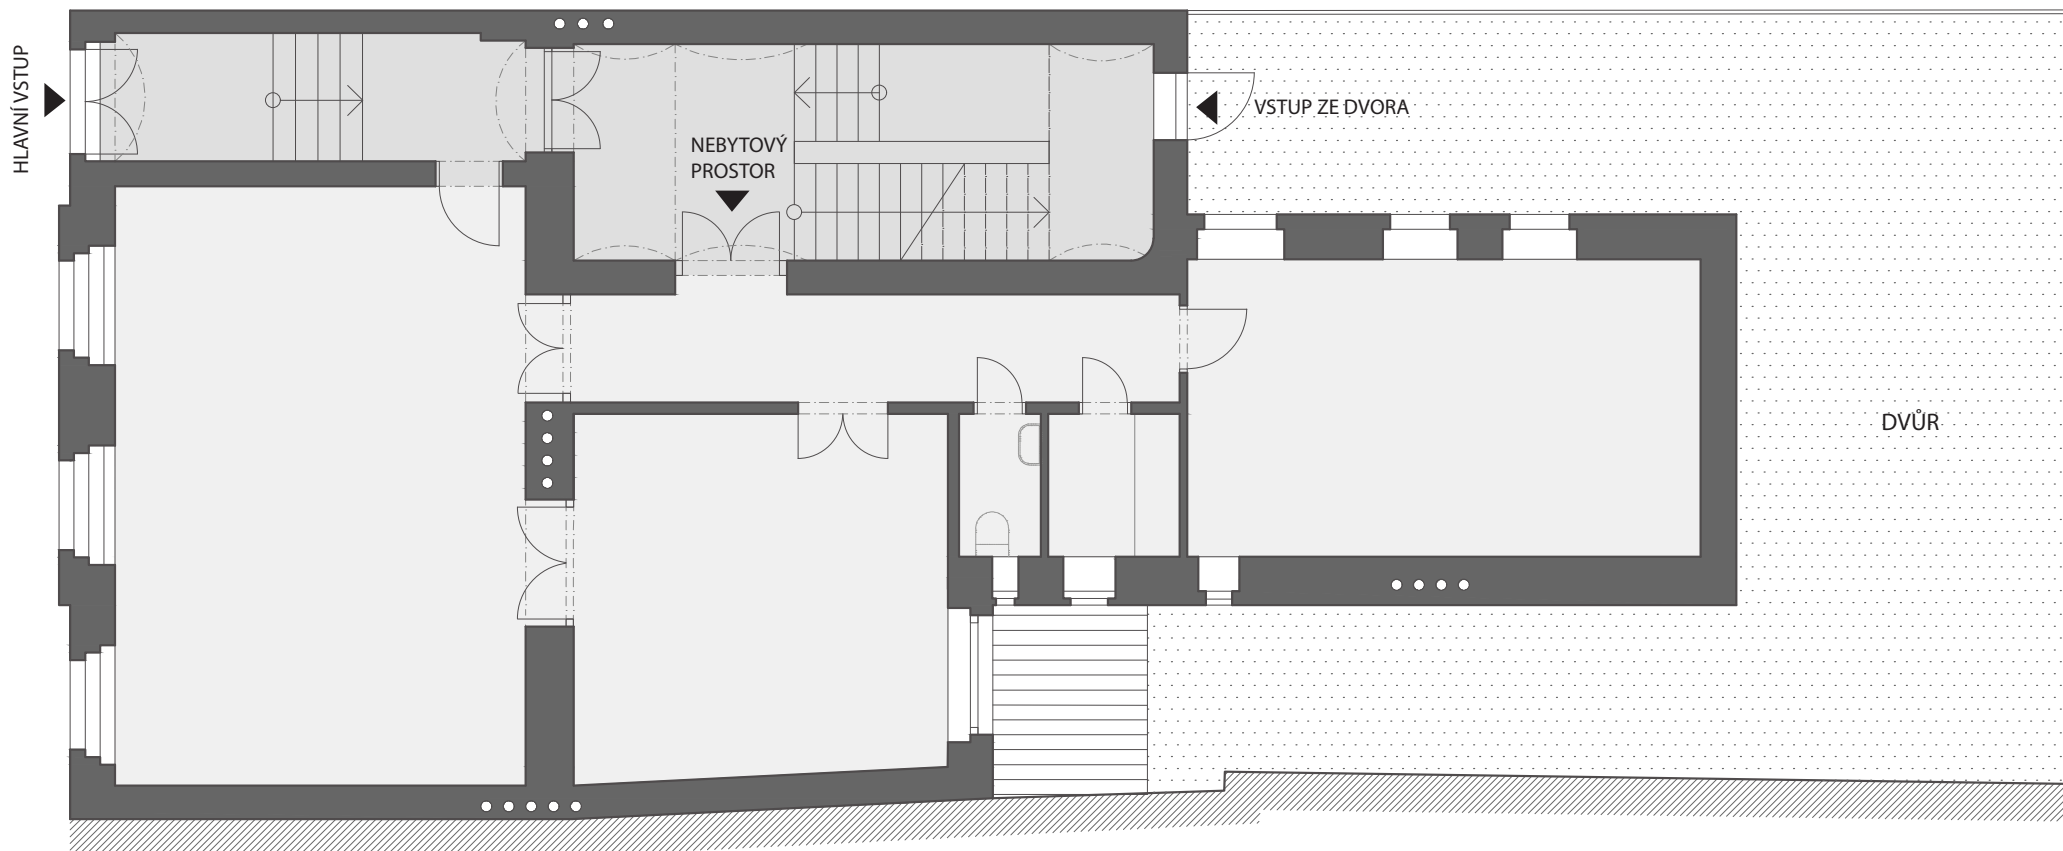 HLAVNÍ VSTUP
NEBYTOVÝ
PROSTOR
VSTUP ZE DVORA
DVŮR